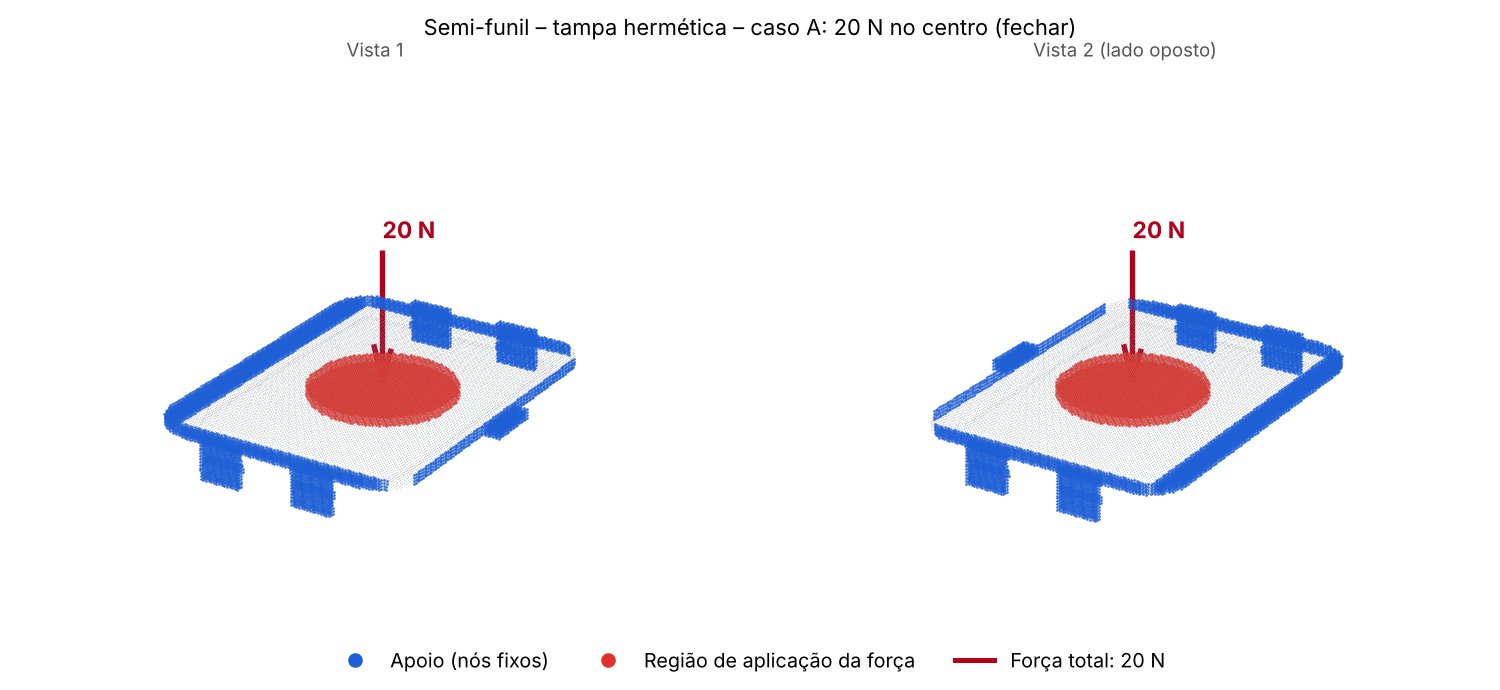 Semi-funil – tampa hermética – caso A: 20 N no centro (fechar)
Vista 1
Vista 2 (lado oposto)
20 N
20 N
Apoio (nós fixos)
Região de aplicação da força
Força total: 20 N